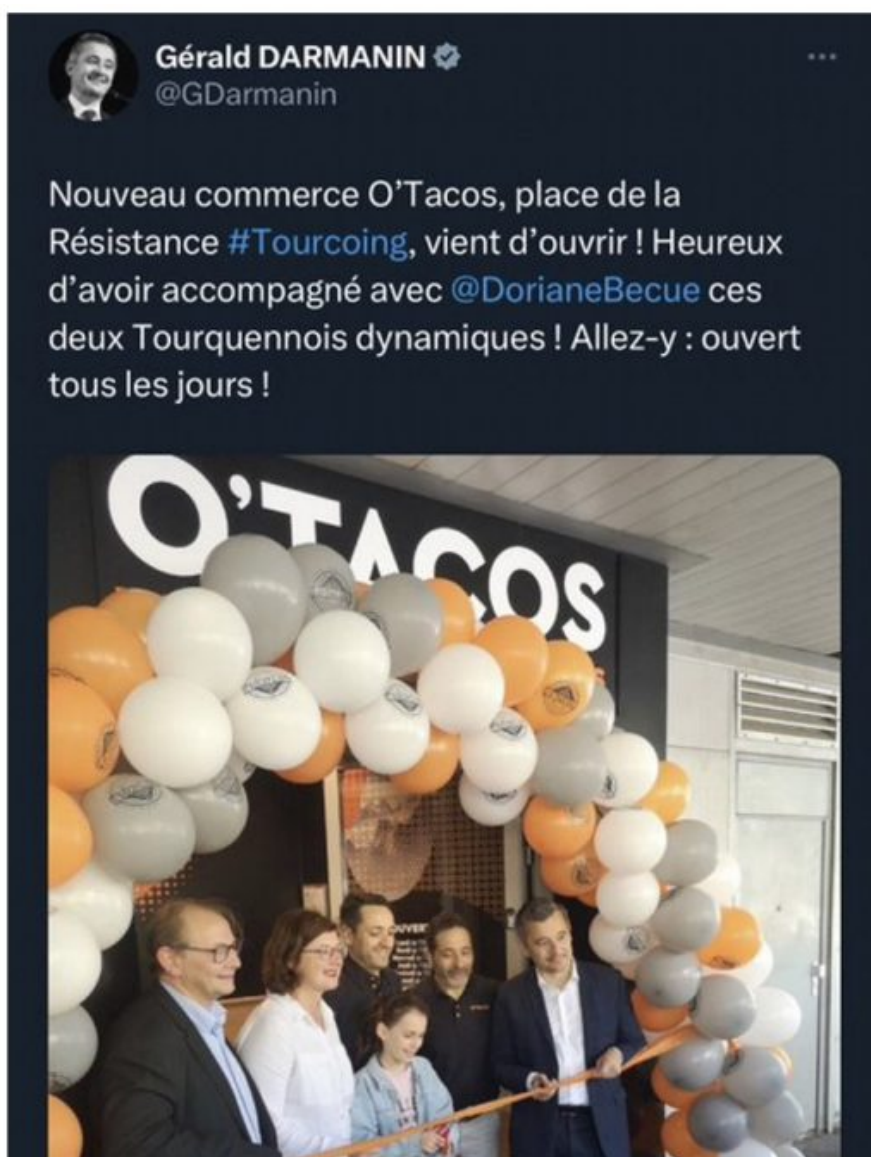 Gérald DARMANIN
@GDarmanin
Nouveau commerce O’Tacos, place de la
Résistance #Tourcoing, vient d’ouvrir ! Heureux
d’avoir accompagné avec @DorianeBecue ces
deux Tourquennois dynamiques ! Allez-y : ouvert
tous les jours !
O’TACOS